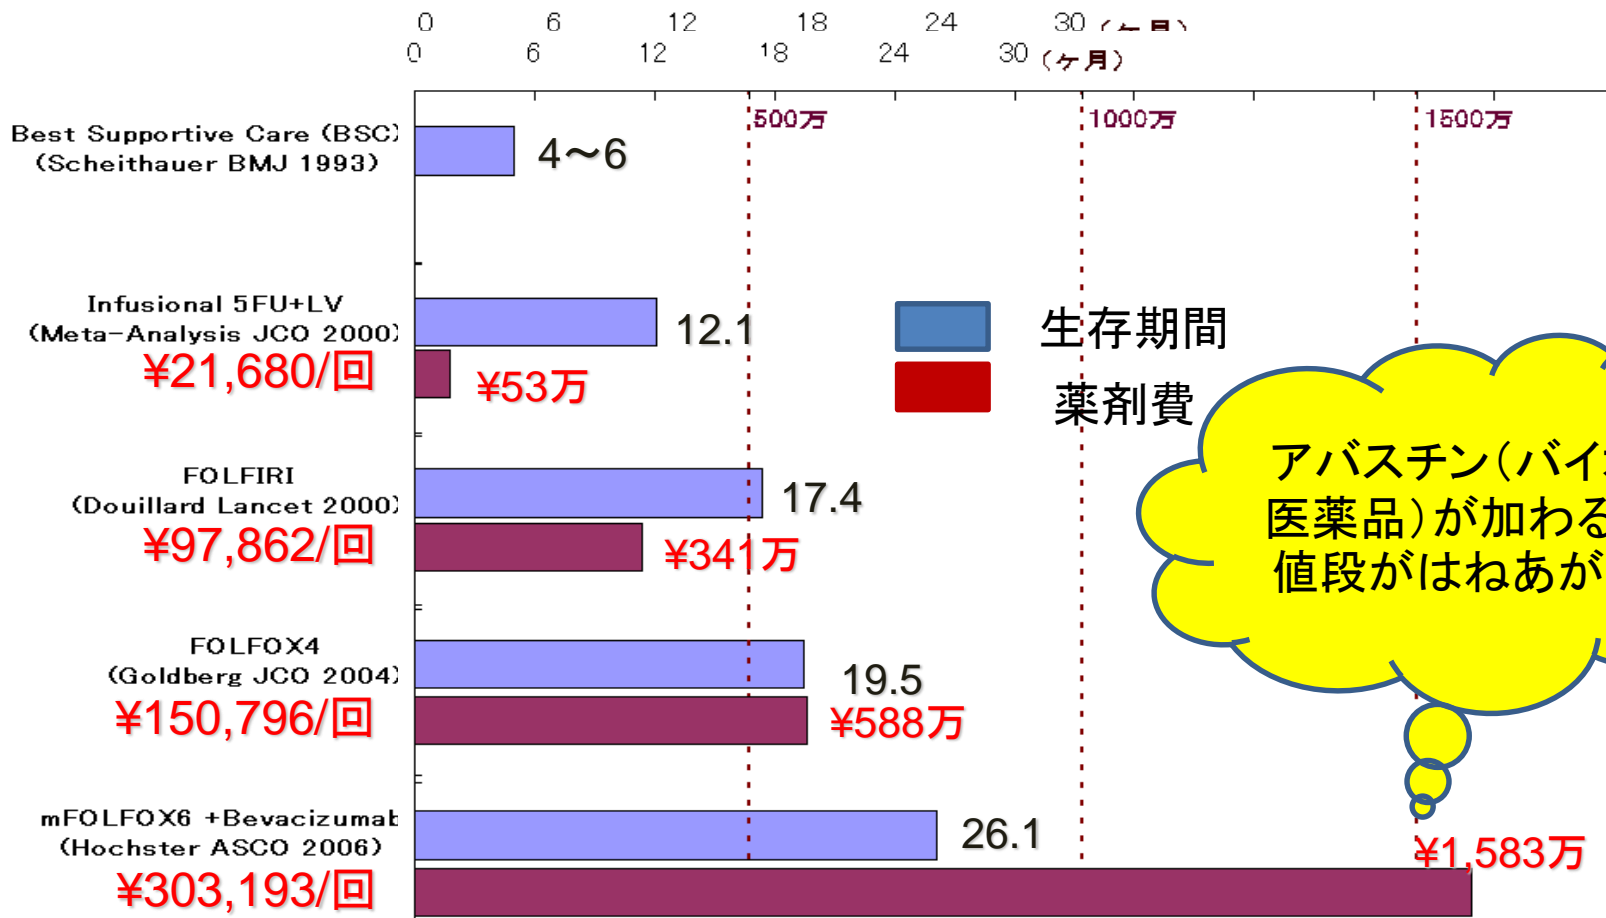 0 6 12 18 24 30 (ヶ月)
0 6 12 18 24 30 (ヶ月)
500万 1000万 1500万
Best Supportive Care (BSC)
(Scheithauer BMJ 1993)
4～6
Infusional 5FU+LV
(Meta-Analysis JCO 2000)
¥21,680/回
12.1
¥53万
生存期間
薬剤費
FOLFIRI
(Douillard Lancet 2000)
¥97,862/回
17.4
¥341万
アバスチン(バイオ
医薬品)が加わる
値段がはねあが
FOLFOX4
(Goldberg JCO 2004)
¥150,796/回
19.5
¥588万
mFOLFOX6 +Bevacizumab
(Hochster ASCO 2006)
¥303,193/回
26.1
¥1,583万